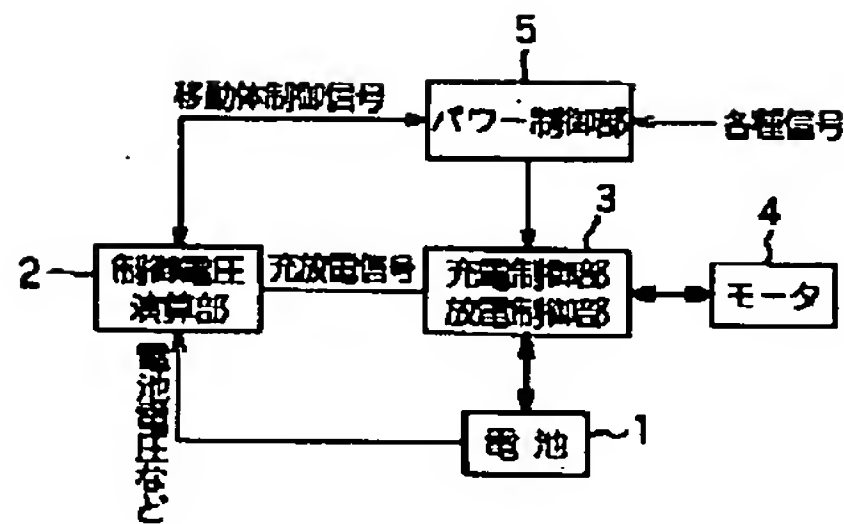 5
移動体制御信号
パワー制御部
各種信号
3
4
2
制御電圧
演算部
充放電信号
充電制御部
放電制御部
モータ
電池電圧など
電池
1